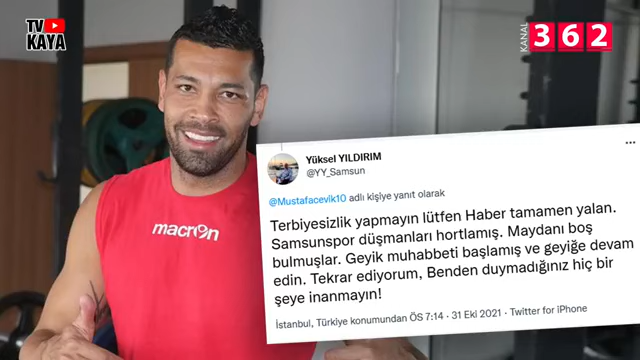 TV
KAYA
KANAL
362
macron
Yüksel YILDIRIM
@YY_Samsun
@Mustafacevik10 adlı kişiye yanıt olarak
Terbiyesizlik yapmayın lütfen Haber tamamen yalan.
Samsunspor düşmanları hortlamış. Maydanı boş
bulmuşlar. Geyik muhabbeti başlamış ve geyiğe devam
edin. Tekrar ediyorum, Benden duymadığınız hiç bir
şeye inanmayın!
İstanbul, Türkiye konumundan ÖS 7:14 · 31 Eki 2021 · Twitter for iPhone